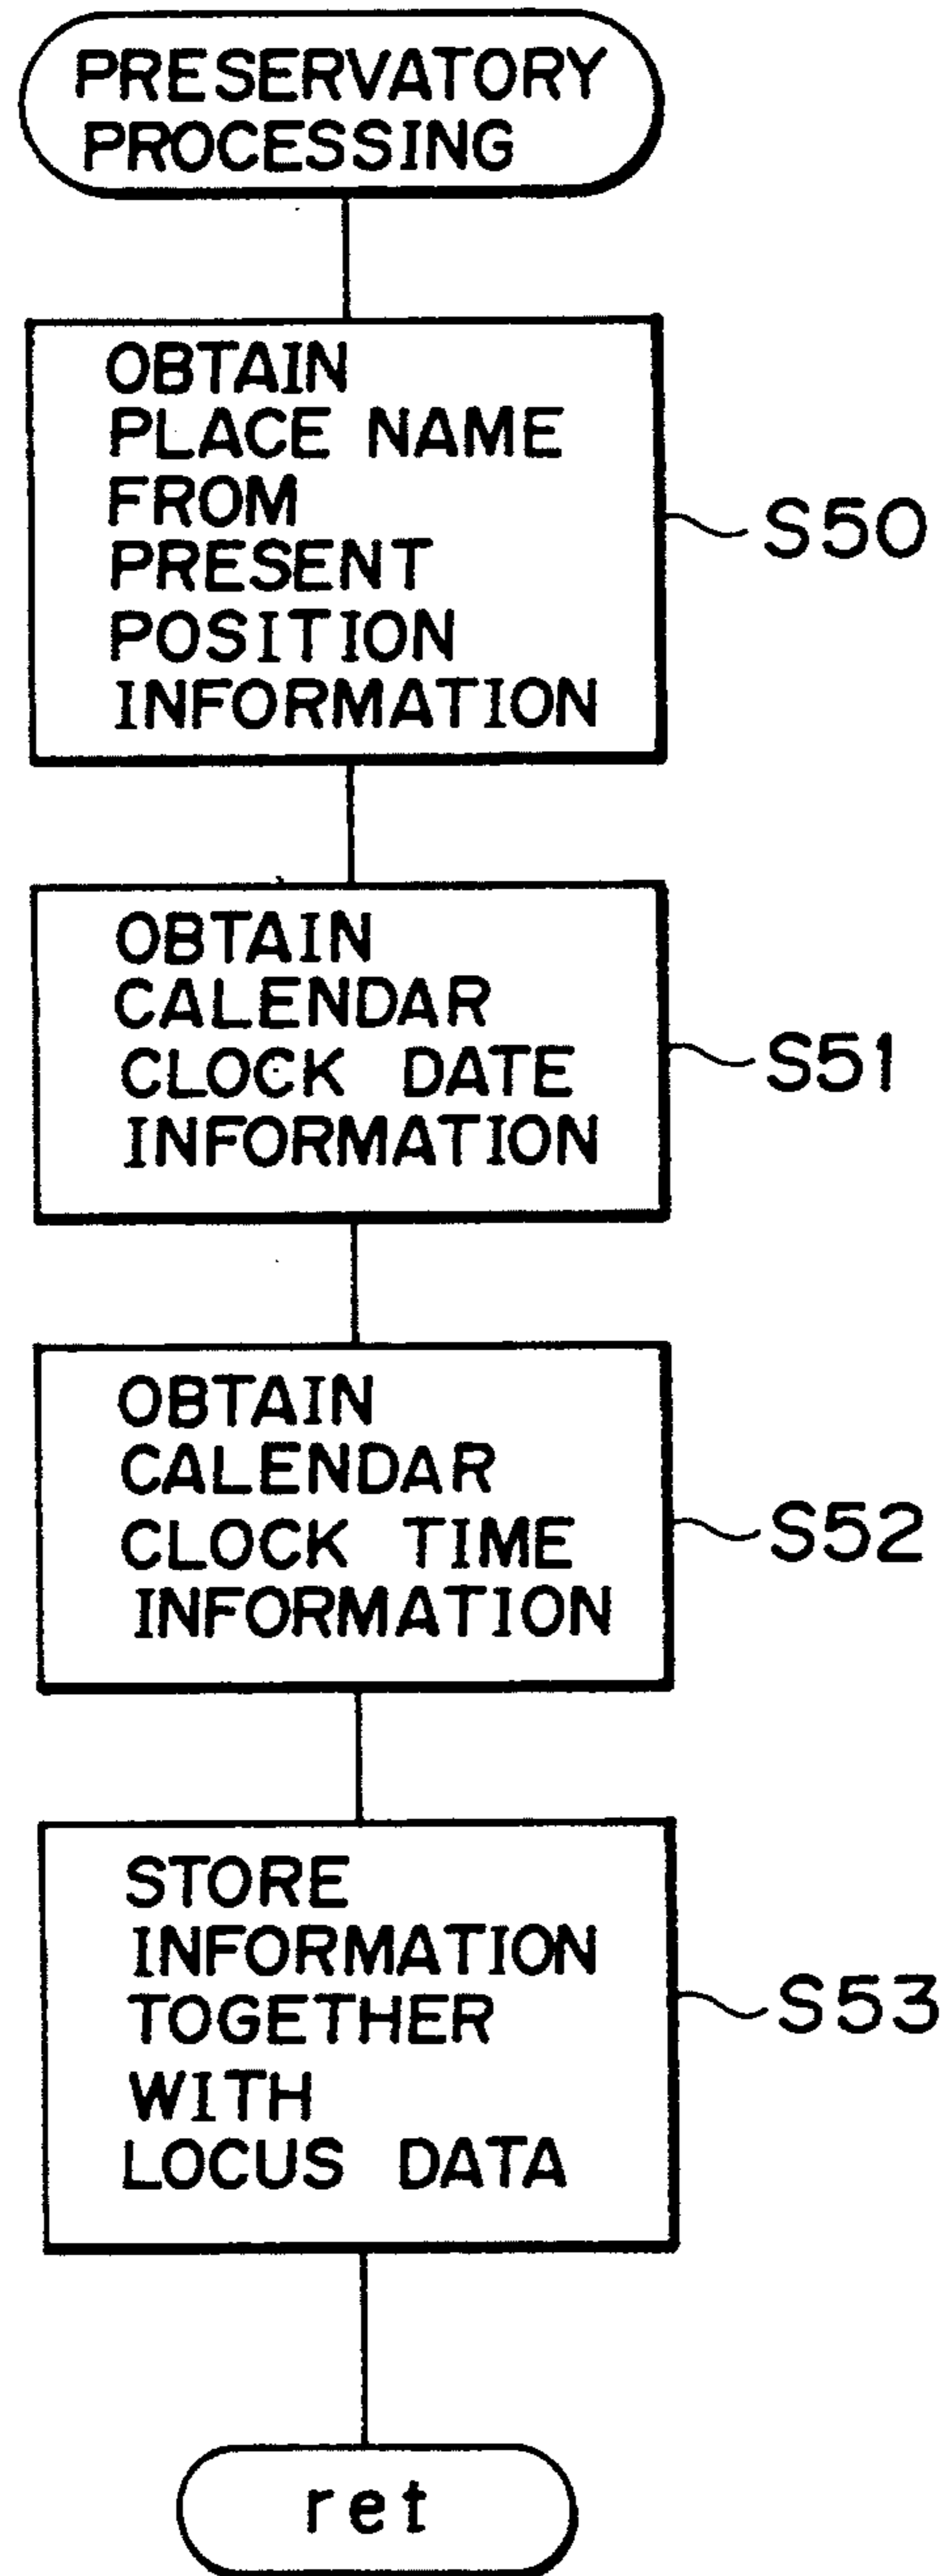 PRESERVATORY
PROCESSING
OBTAIN
PLACE NAME
FROM
PRESENT
POSITION
INFORMATION
S50
OBTAIN
CALENDAR
CLOCK DATE
INFORMATION
S51
OBTAIN
CALENDAR
CLOCK TIME
INFORMATION
S52
STORE
INFORMATION
TOGETHER
WITH
LOCUS DATA
S53
ret